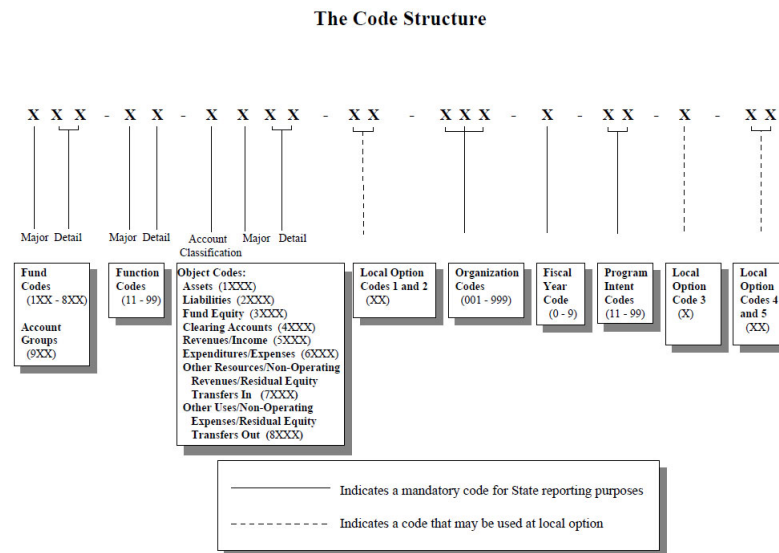 The Code Structure
X X X - X X - X X X X - X X - X X X - X - X X - X - X X
Major Detail Major Detail Account Classification Major Detail
Fund
Codes
(1XX - 8XX)
Account
Groups
(9XX)
Function
Codes
(11 - 99)
Object Codes:
Assets (1XXX)
Liabilities (2XXX)
Fund Equity (3XXX)
Clearing Accounts (4XXX)
Revenues/Income (5XXX)
Expenditures/Expenses (6XXX)
Other Resources/Non-Operating
Revenues/Residual Equity
Transfers In (7XXX)
Other Uses/Non-Operating
Expenses/Residual Equity
Transfers Out (8XXX)
Local Option
Codes 1 and 2
(XX)
Organization
Codes
(001 - 999)
Fiscal
Year
Code
(0 - 9)
Program
Intent
Codes
(11 - 99)
Local
Option
Code 3
(X)
Local
Option
Codes 4
and 5
(XX)
Indicates a mandatory code for State reporting purposes
Indicates a code that may be used at local option